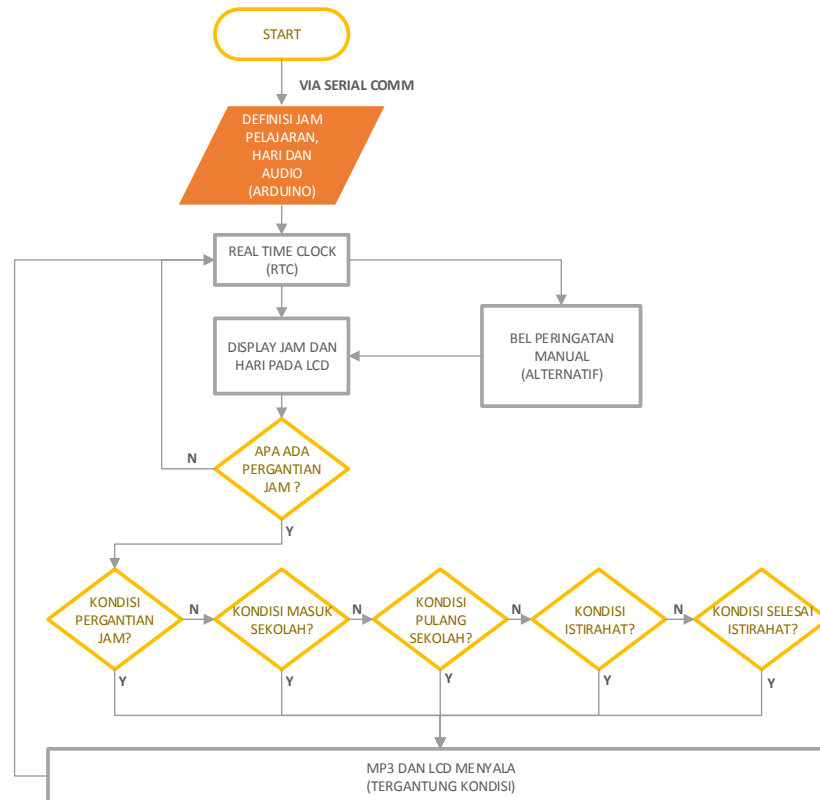 START
VIA SERIAL COMM
DEFINISI JAM
PELAJARAN,
HARI DAN
AUDIO
(ARDUINO)
REAL TIME CLOCK
(RTC)
DISPLAY JAM DAN
HARI PADA LCD
BEL PERINGATAN
MANUAL
(ALTERNATIF)
APA ADA
PERGANTIAN
JAM ?
N
Y
KONDISI
PERGANTIAN
JAM?
N
KONDISI MASUK
SEKOLAH?
N
KONDISI
PULANG
SEKOLAH?
N
KONDISI
ISTIRAHAT?
N
KONDISI SELESAI
ISTIRAHAT?
Y
Y
Y
Y
Y
MP3 DAN LCD MENYALA
(TERGANTUNG KONDISI)